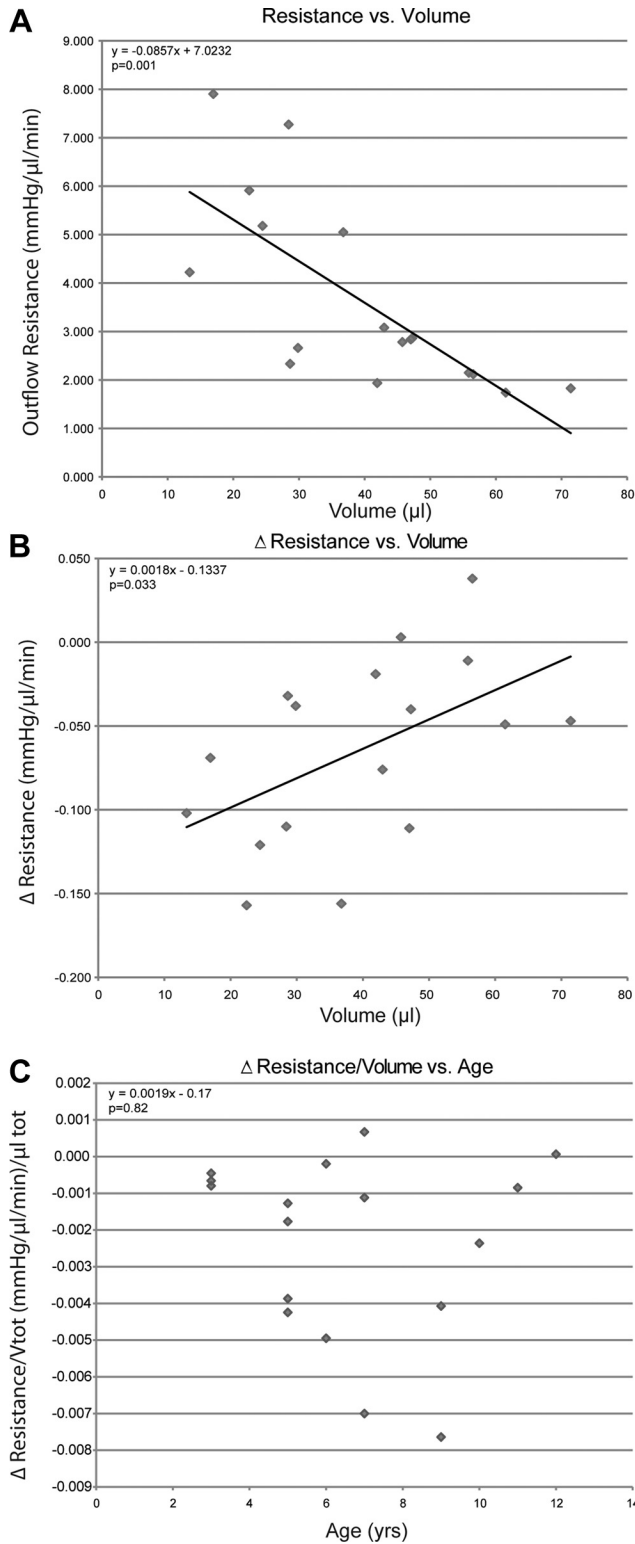 A
Resistance vs. Volume
y = -0.0857x + 7.0232
p=0.001
9.000
8.000
7.000
6.000
5.000
4.000
3.000
2.000
1.000
0.000
Outflow Resistance (mmHg/µl/min)
0 10 20 30 40 50 60 70 80
Volume (µl)
B
Δ Resistance vs. Volume
y = 0.0018x - 0.1337
p=0.033
0.050
0.000
-0.050
-0.100
-0.150
-0.200
Δ Resistance (mmHg/µl/min)
0 10 20 30 40 50 60 70 80
Volume (µl)
C
Δ Resistance/Volume vs. Age
y = 0.0019x - 0.17
p=0.82
0.002
0.001
0.000
-0.001
-0.002
-0.003
-0.004
-0.005
-0.006
-0.007
-0.008
-0.009
Δ Resistance/Vtot (mmHg/µl/min)/µl tot
0 2 4 6 8 10 12 14
Age (yrs)